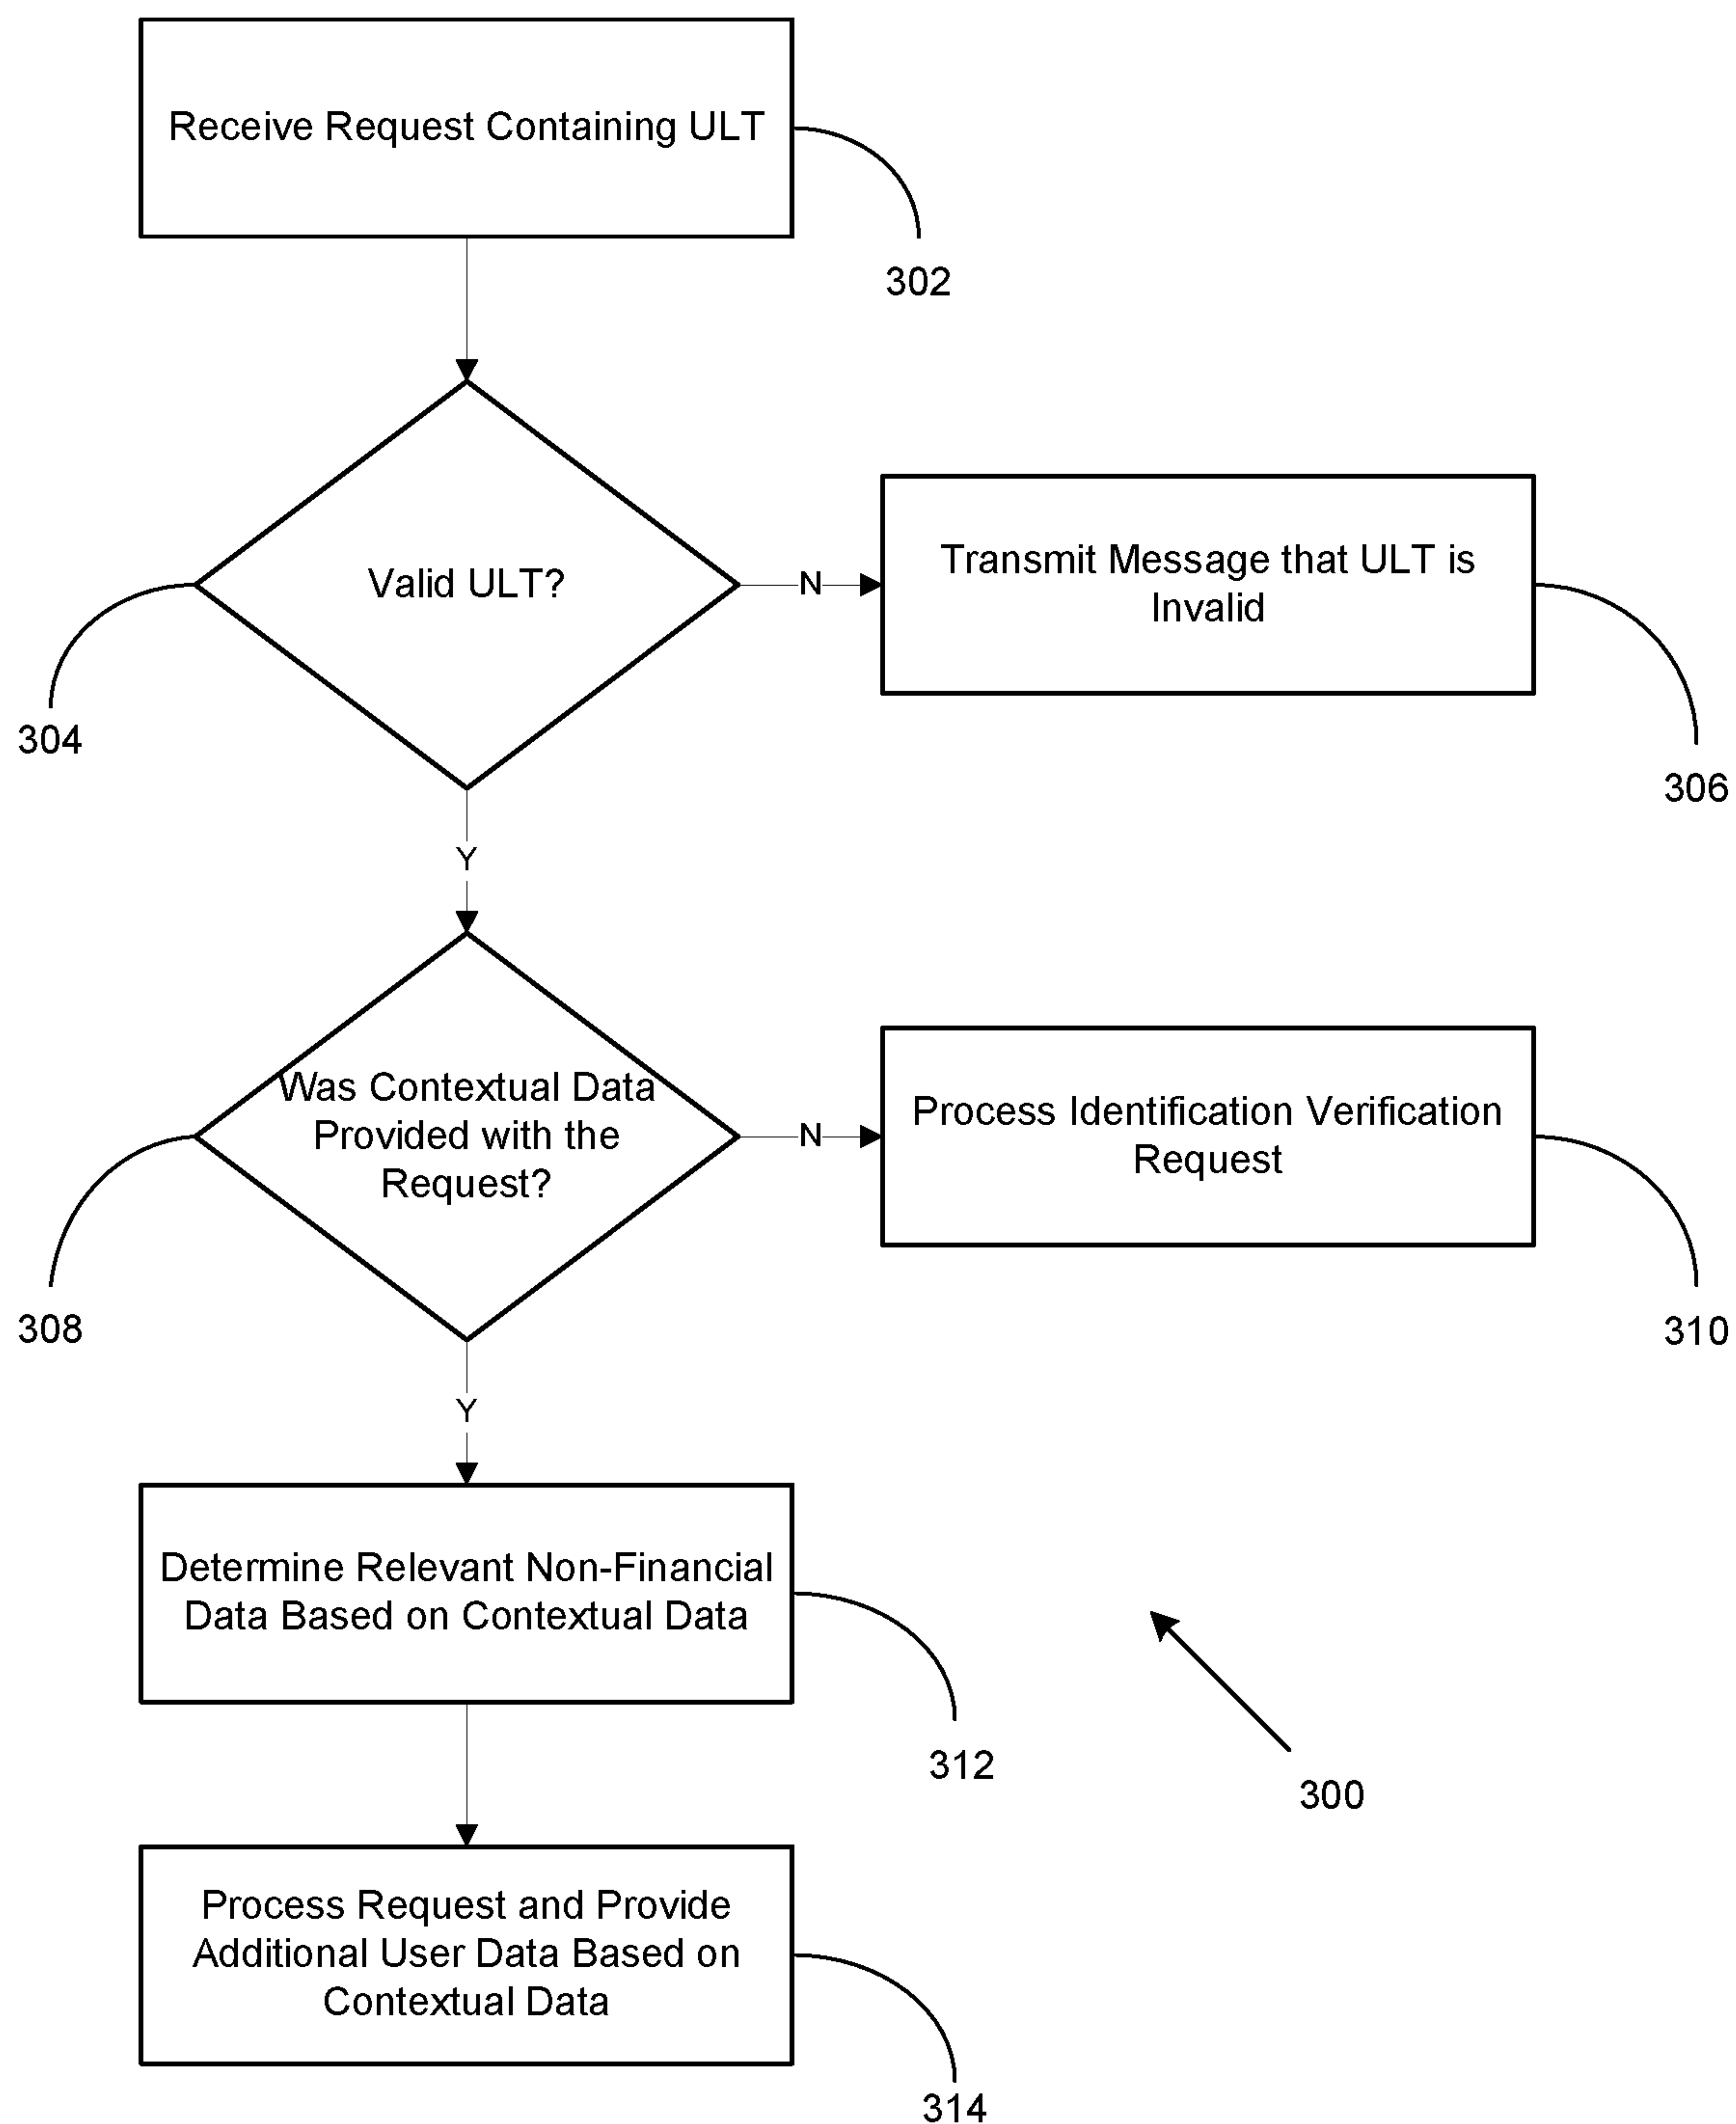 Receive Request Containing ULT
302
Valid ULT?
N
Transmit Message that ULT is
Invalid
304
306
Y
Was Contextual Data
Provided with the
Request?
N
Process Identification Verification
Request
308
310
Y
Determine Relevant Non-Financial
Data Based on Contextual Data
312
300
Process Request and Provide
Additional User Data Based on
Contextual Data
314